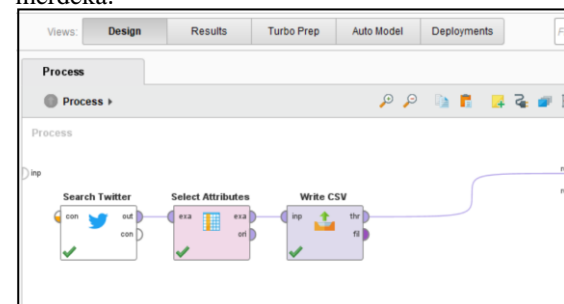 merdeka.
Views: Design Results Turbo Prep Auto Model Deployments
Process
Process
Process
inp
Search Twitter Select Attributes Write CSV
con out exa exa inp thr
con ori fil